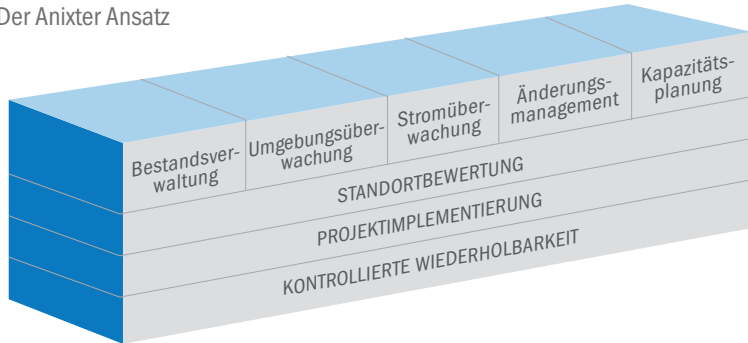 Der Anixter Ansatz
Bestandsver-
waltung
Umgebungsüber-
wachung
Stromüber-
wachung
Änderungs-
management
Kapazitäts-
planung
STANDORTBEWERTUNG
PROJEKTIMPLEMENTIERUNG
KONTROLLIERTE WIEDERHOLBARKEIT